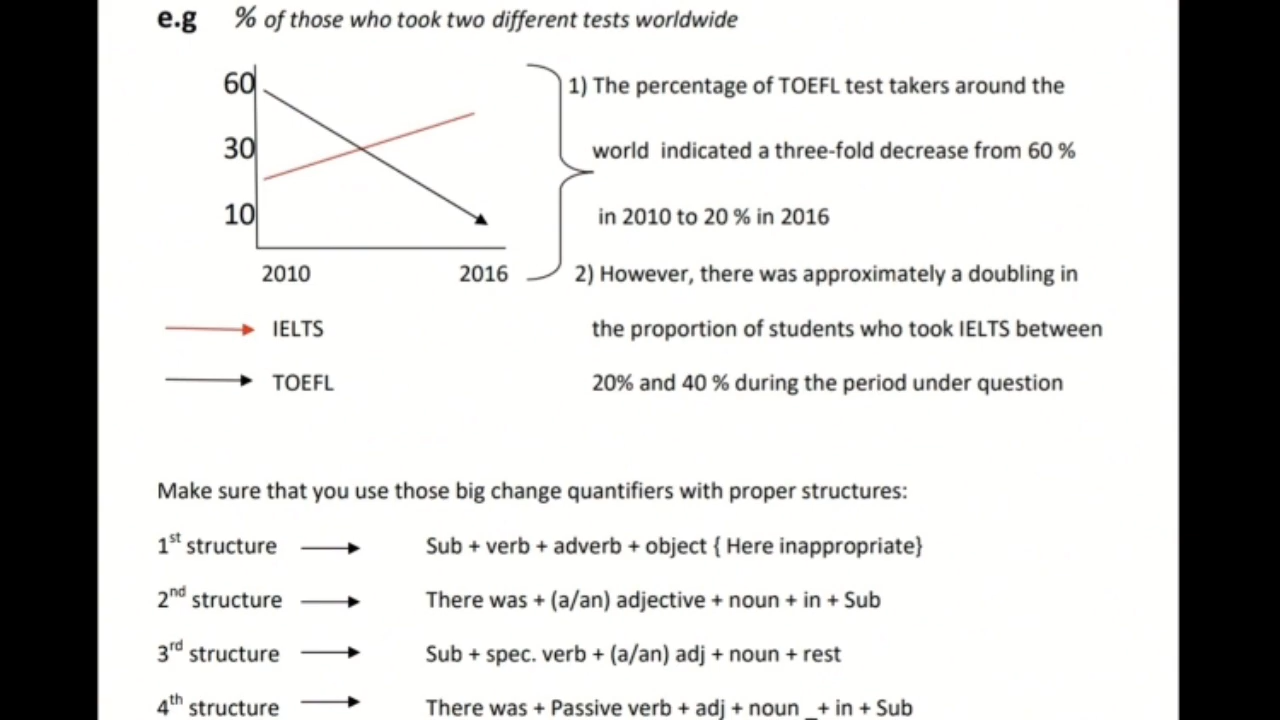 e.g % of those who took two different tests worldwide
60
30
10
2010 2016
IELTS
TOEFL
1) The percentage of TOEFL test takers around the
world indicated a three-fold decrease from 60 %
in 2010 to 20 % in 2016
2) However, there was approximately a doubling in
the proportion of students who took IELTS between
20% and 40 % during the period under question
Make sure that you use those big change quantifiers with proper structures:
1st structure Sub + verb + adverb + object { Here inappropriate}
2nd structure There was + (a/an) adjective + noun + in + Sub
3rd structure Sub + spec. verb + (a/an) adj + noun + rest
4th structure There was + Passive verb + adj + noun _+ in + Sub